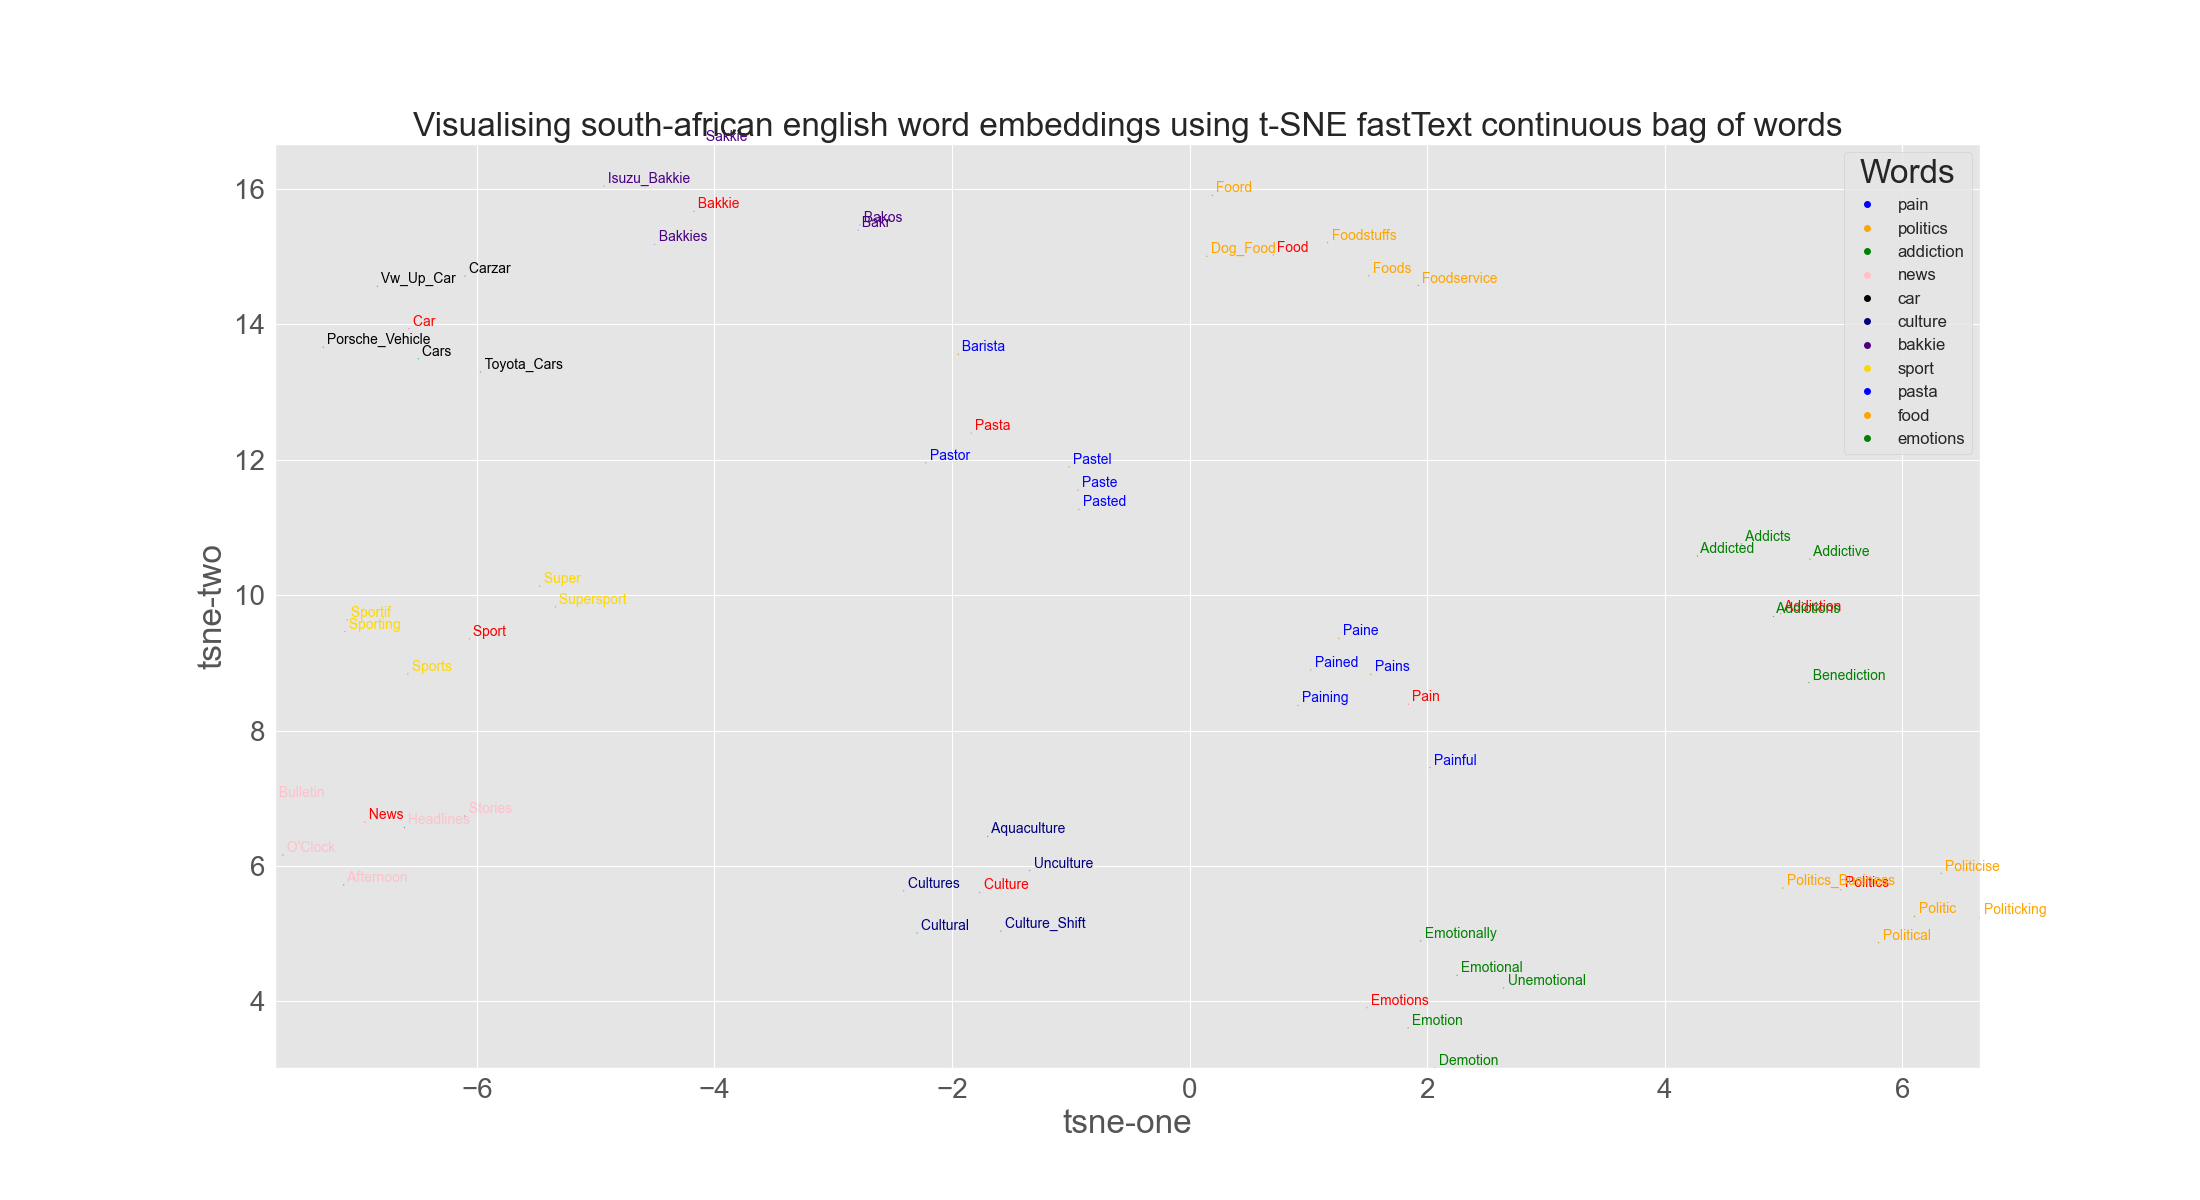 Visualising south-african english word embeddings using t-SNE fastText continuous bag of words
Sakkie
Isuzu_Bakkie
Bakkie
Bakos
Bakr
Bakkies
Carzar
Vw_Up_Car
Car
Porsche_Vehicle
Cars
Toyota_Cars
Foord
Foodstuffs
Dog_Food
Food
Foods
Foodservice
Barista
Pasta
Pastor
Pastel
Paste
Pasted
Words
pain
politics
addiction
news
car
culture
bakkie
sport
pasta
food
emotions
Addicts
Addicted
Addictive
Addiction
Addictions
Benediction
Super
Supersport
Sportif
Sporting
Sport
Sports
Paine
Pained
Pains
Paining
Pain
Painful
Bulletin
Stories
News
Headlines
O'Clock
Afternoon
Aquaculture
Unculture
Cultures
Culture
Cultural
Culture_Shift
Politicise
Politics_Business
Politics
Politic
Politicking
Political
Emotionally
Emotional
Unemotional
Emotions
Emotion
Demotion
16
14
12
10
8
6
4
tsne-two
−6
−4
−2
0
2
4
6
tsne-one